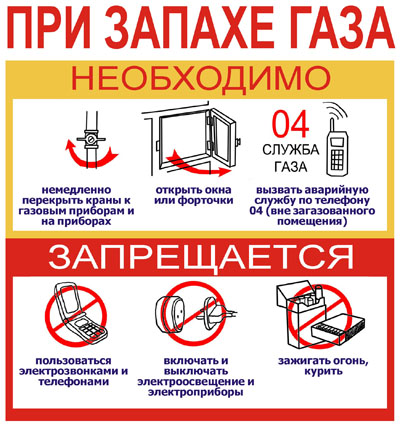 ПРИ ЗАПАХЕ ГАЗА
НЕОБХОДИМО
04
СЛУЖБА
ГАЗА
немедленно
перекрыть краны к
газовым приборам и
на приборах
открыть окна
или форточки
вызвать аварийную
службу по телефону
04 (вне загазованного
помещения)
ЗАПРЕЩАЕТСЯ
пользоваться
электрозвонками и
телефонами
включать и
выключать
электроосвещение и
электроприборы
зажигать огонь,
курить